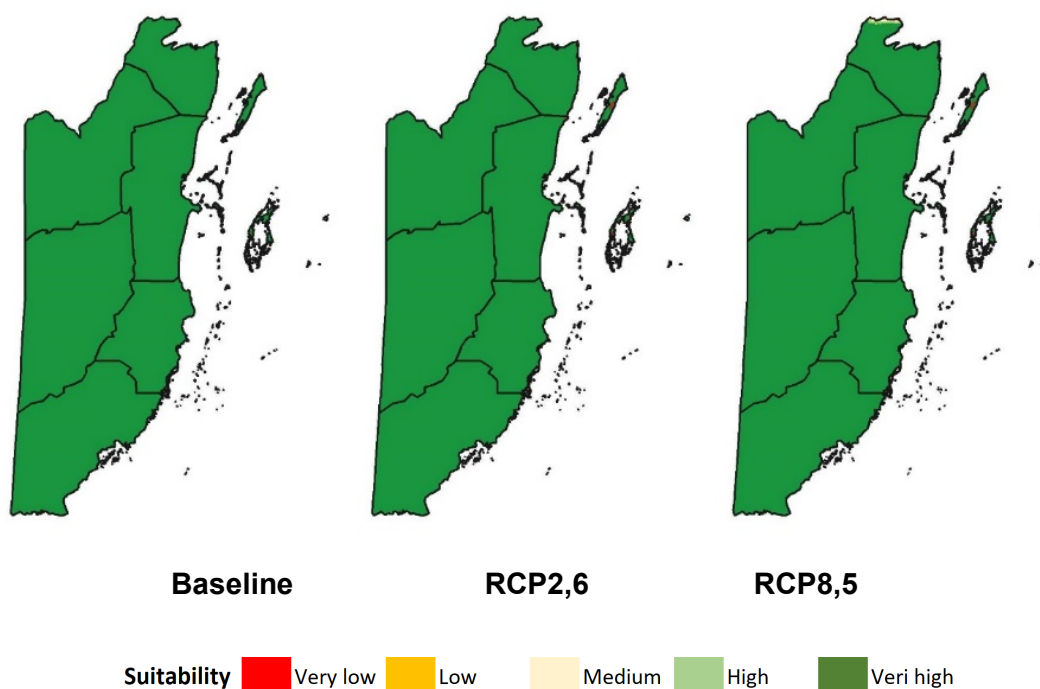 Baseline RCP2,6 RCP8,5
Suitability Very low Low Medium High Veri high